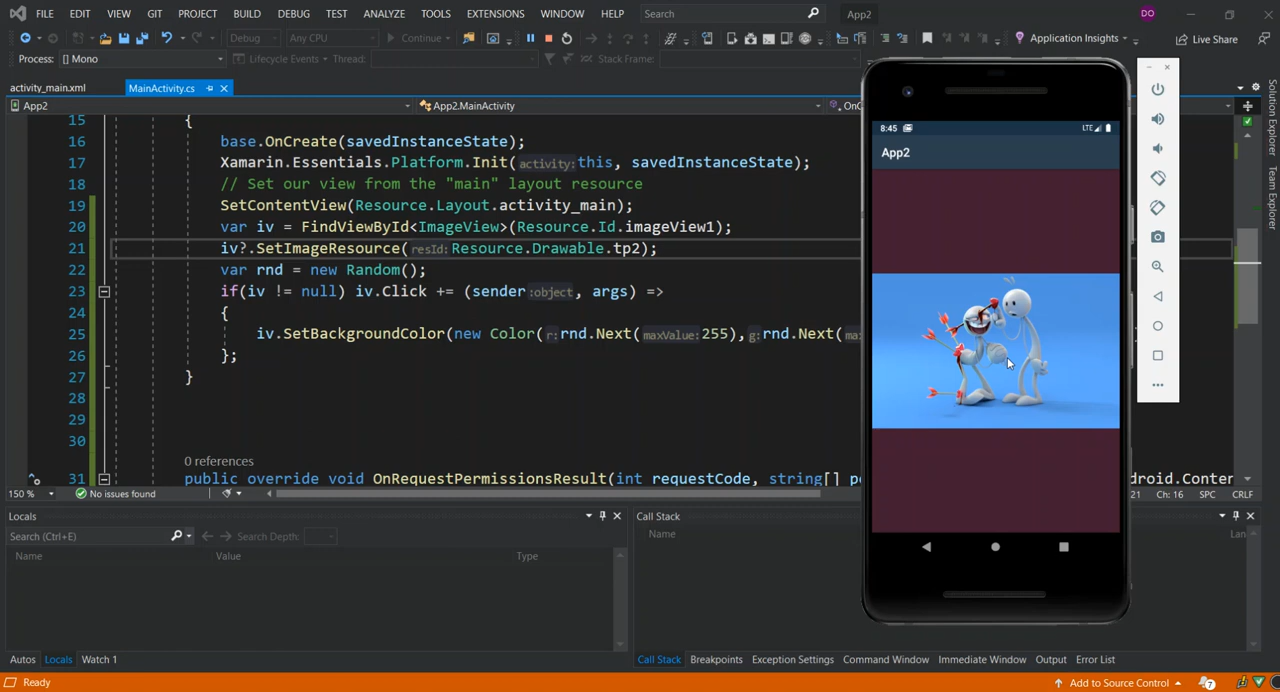 FILE EDIT VIEW GIT PROJECT BUILD DEBUG TEST ANALYZE TOOLS EXTENSIONS WINDOW HELP Search App2 DO
Debug Any CPU Continue Application Insights Live Share
Process: [] Mono Lifecycle Events Thread: Stack Frame:
activity_main.xml MainActivity.cs
App2 App2.MainActivity
15 {
16 base.OnCreate(savedInstanceState);
17 Xamarin.Essentials.Platform.Init(activity:this, savedInstanceState);
18 // Set our view from the "main" layout resource
19 SetContentView(Resource.Layout.activity_main);
20 var iv = FindViewById<ImageView>(Resource.Id.imageView1);
21 iv?.SetImageResource(resId:Resource.Drawable.tp2);
22 var rnd = new Random();
23 if(iv != null) iv.Click += (sender:object, args) =>
24 {
25 iv.SetBackgroundColor(new Color(r:rnd.Next(maxValue:255),g:rnd.Next(
26 };
27 }
28
29
30
0 references
31 public override void OnRequestPermissionsResult(int requestCode, string[]
150 % No issues found 21 Ch: 16 SPC CRLF
8:45 LTE
App2
Solution Explorer
Team Explorer
Locals
Search (Ctrl+E) Search Depth:
Name Value Type
Call Stack
Name Lan
Autos Locals Watch 1
Call Stack Breakpoints Exception Settings Command Window Immediate Window Output Error List
Ready Add to Source Control 7